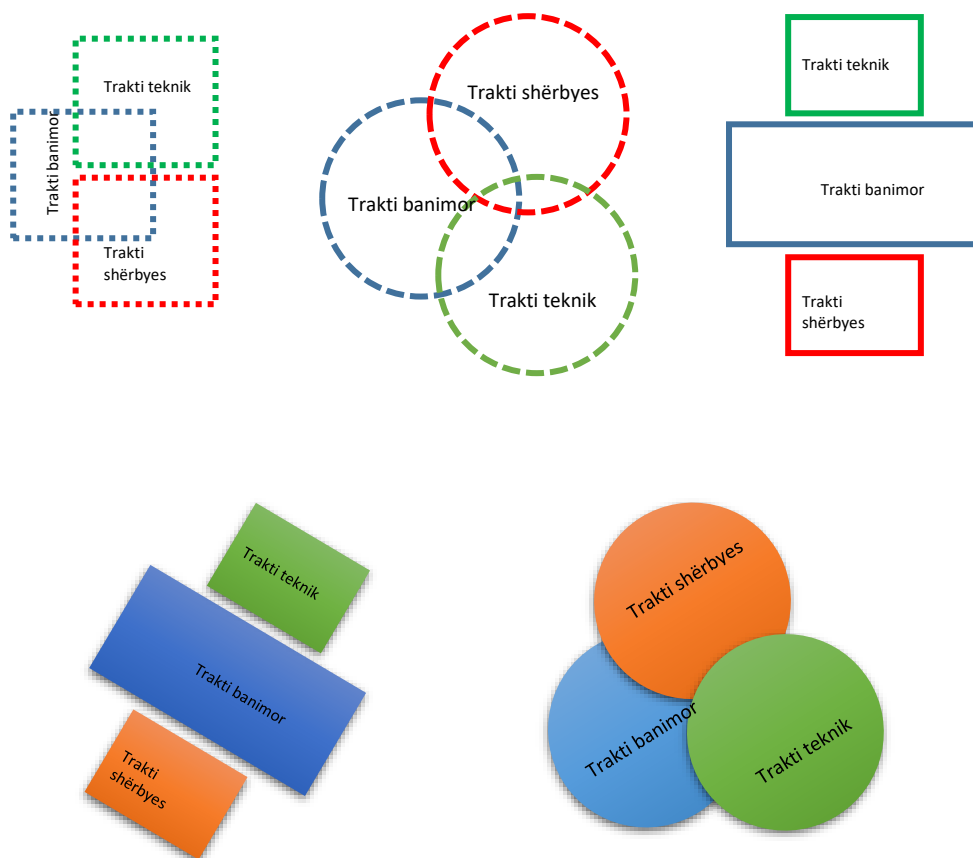 Trakti teknik
Trakti banimor
Trakti
shërbyes
Trakti shërbyes
Trakti banimor
Trakti teknik
Trakti teknik
Trakti banimor
Trakti
shërbyes
Trakti teknik
Trakti banimor
Trakti
shërbyes
Trakti shërbyes
Trakti banimor
Trakti teknik